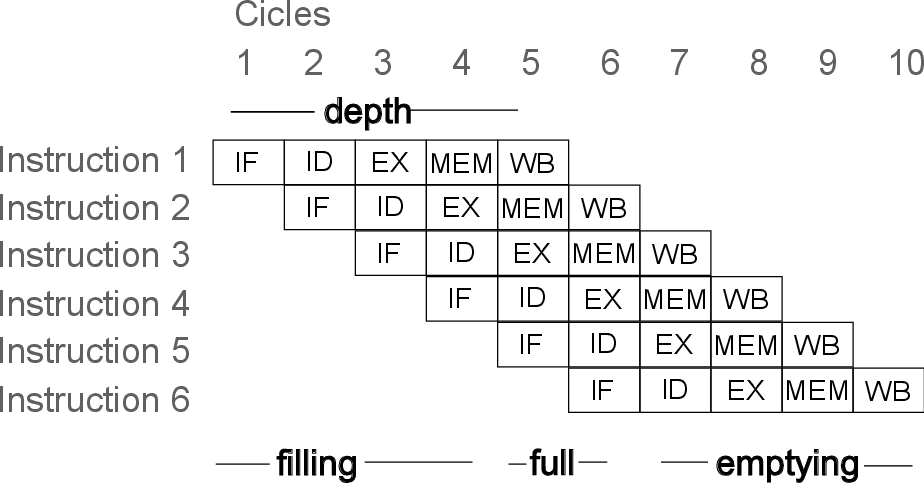 Cicles
1 2 3 4 5 6 7 8 9 10
depth
Instruction 1 IF ID EX MEM WB
Instruction 2 IF ID EX MEM WB
Instruction 3 IF ID EX MEM WB
Instruction 4 IF ID EX MEM WB
Instruction 5 IF ID EX MEM WB
Instruction 6 IF ID EX MEM WB
filling full emptying